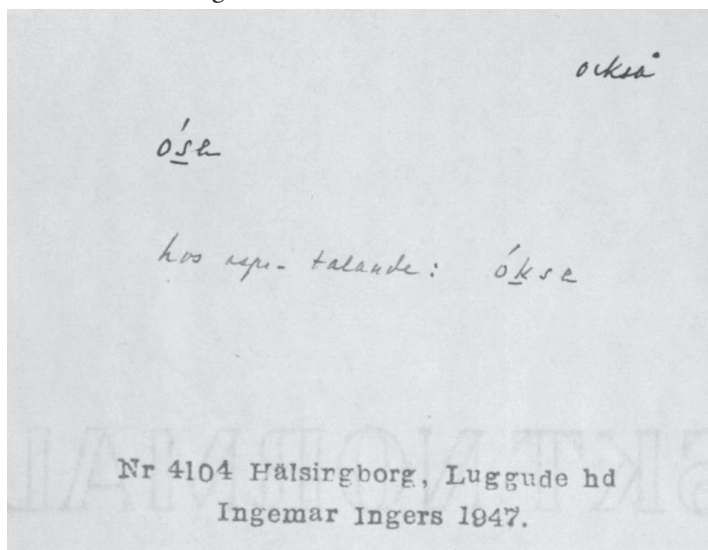 också
óse
hos talande: ókse
Nr 4104 Hälsingborg, Luggude hd
Ingemar Ingers 1947.